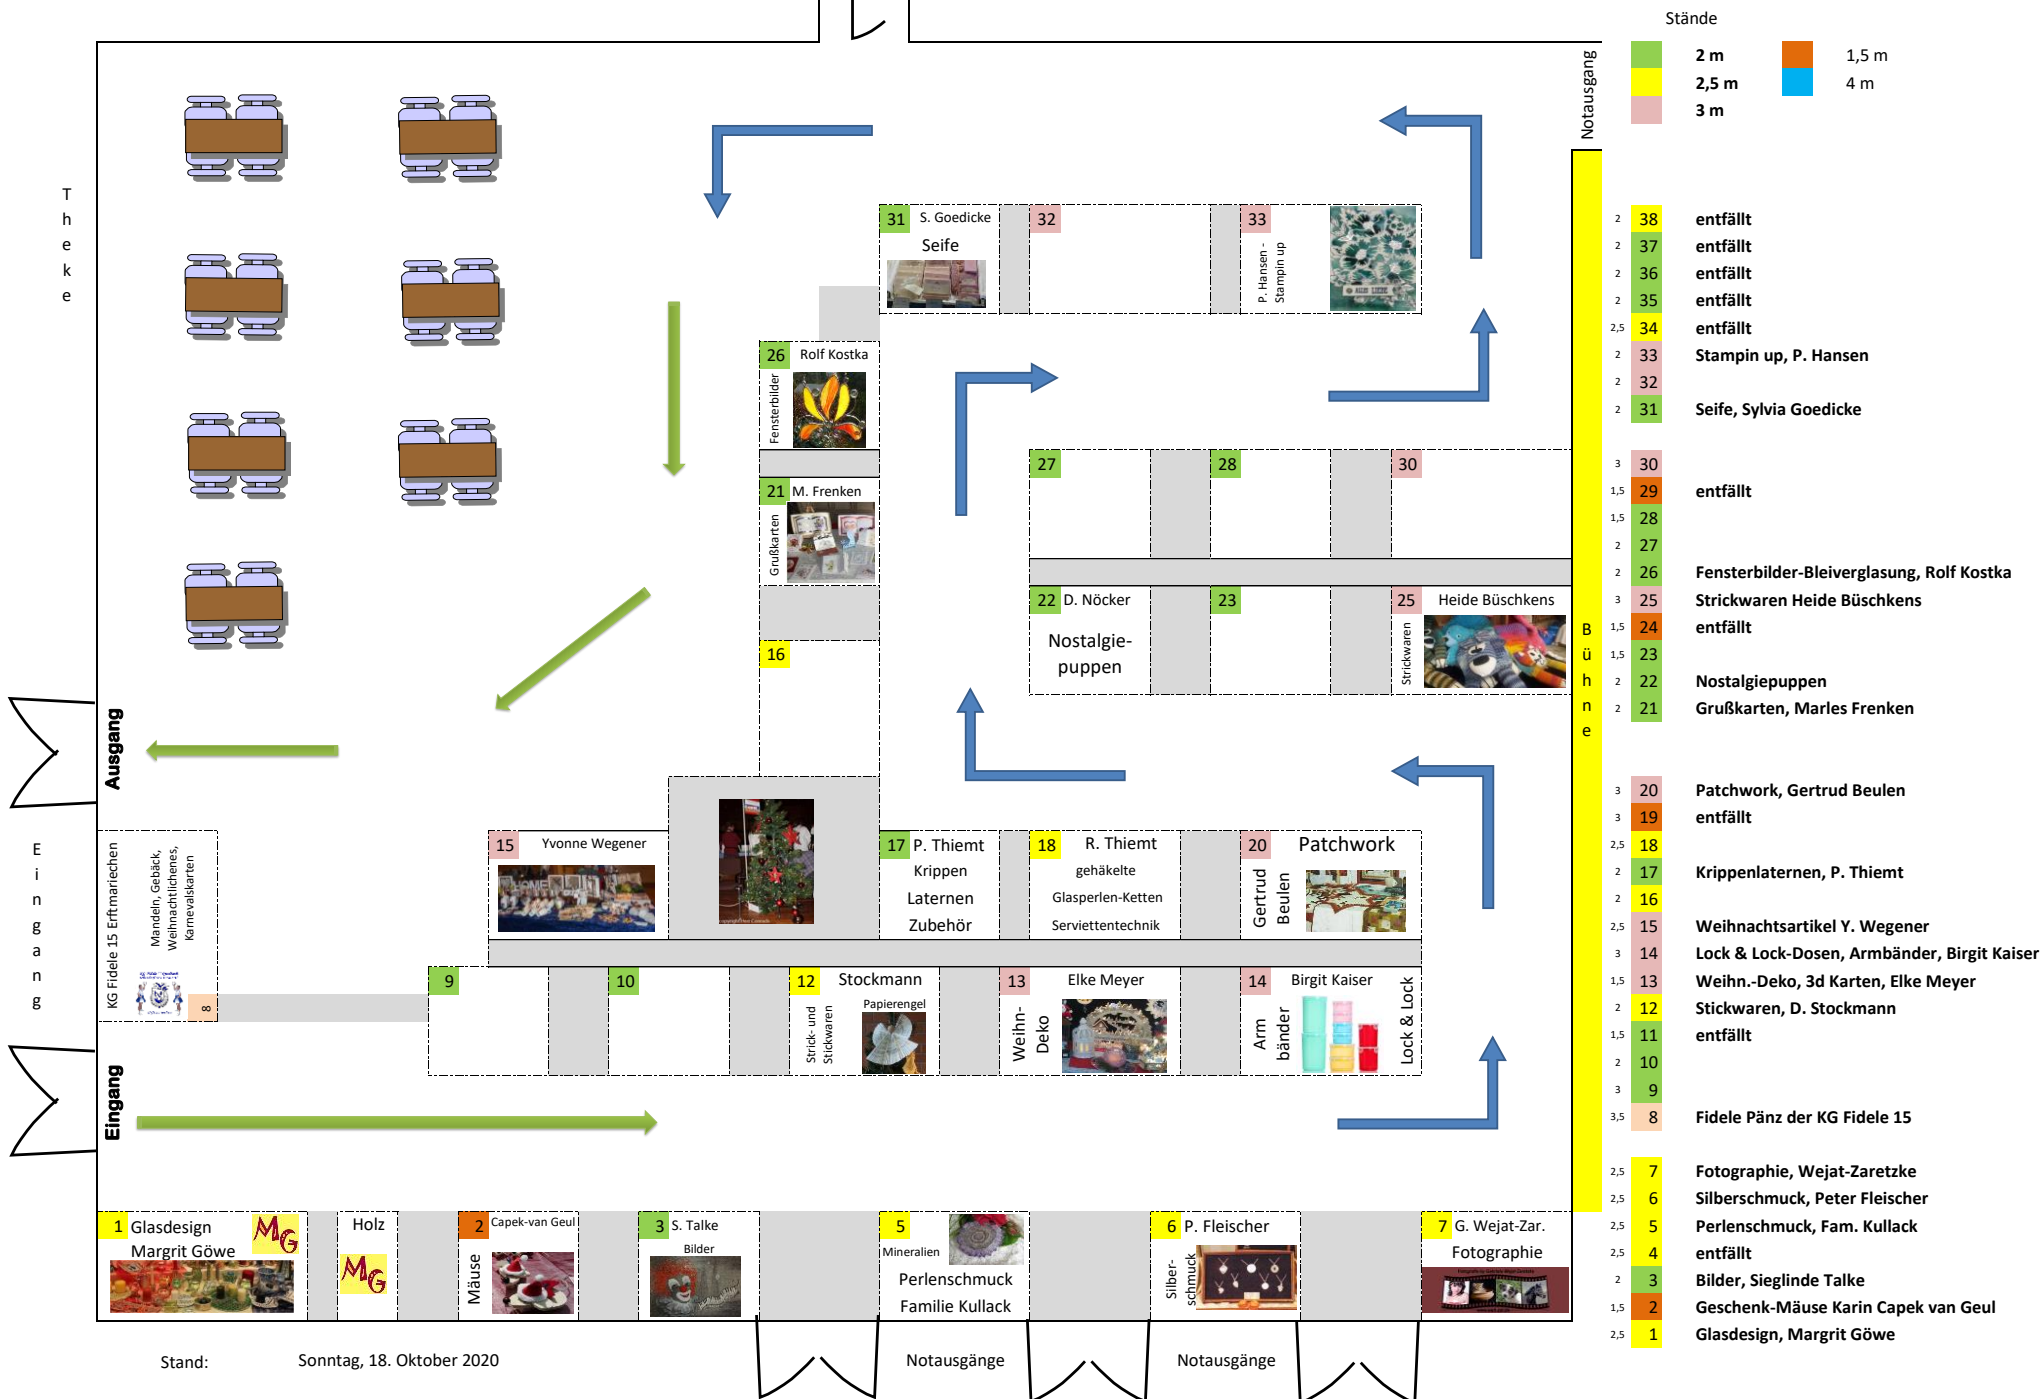 Stände
2 m
1,5 m
2,5 m
4 m
3 m
Notausgang
Theke
31 S. Goedicke
Seife
32
33
P. Hansen -
Stampin up
ALLES LIEBE
26 Rolf Kostka
Fensterbilder
21 M. Frenken
Grußkarten
27
28
30
22 D. Nöcker
Nostalgie-
puppen
23
25 Heide Büschkens
Strickwaren
16
Bühne
Ausgang
Eingang
Eingang
KG Fidele 15 Erftmariechen
Mandeln, Gebäck,
Weihnachtlichenes,
Karnevalskarten
8
15 Yvonne Wegener
HOME
17 P. Thiemt
Krippen
Laternen
Zubehör
18 R. Thiemt
gehäkelte
Glasperlen-Ketten
Serviettentechnik
20 Patchwork
Gertrud
Beulen
9
10
12 Stockmann
Papierengel
Strick- und
Stickwaren
13 Elke Meyer
Weihn-
Deko
14 Birgit Kaiser
Arm
bänder
Lock & Lock
1 Glasdesign
Margrit Göwe
MG
Holz
MG
2 Capek-van Geul
Mäuse
3 S. Talke
Bilder
5
Mineralien
Perlenschmuck
Familie Kullack
6 P. Fleischer
Silber-
schmuck
7 G. Wejat-Zar.
Fotographie
Stand: Sonntag, 18. Oktober 2020
Notausgänge
Notausgänge
2 38 entfällt
2 37 entfällt
2 36 entfällt
2 35 entfällt
2,5 34 entfällt
2 33 Stampin up, P. Hansen
2 32
2 31 Seife, Sylvia Goedicke
3 30
1,5 29 entfällt
1,5 28
2 27
2 26 Fensterbilder-Bleiverglasung, Rolf Kostka
3 25 Strickwaren Heide Büschkens
1,5 24 entfällt
1,5 23
2 22 Nostalgiepuppen
2 21 Grußkarten, Marles Frenken
3 20 Patchwork, Gertrud Beulen
3 19 entfällt
2,5 18
2 17 Krippenlaternen, P. Thiemt
2 16
2,5 15 Weihnachtsartikel Y. Wegener
3 14 Lock & Lock-Dosen, Armbänder, Birgit Kaiser
1,5 13 Weihn.-Deko, 3d Karten, Elke Meyer
2 12 Stickwaren, D. Stockmann
1,5 11 entfällt
2 10
3 9
3,5 8 Fidele Pänz der KG Fidele 15
2,5 7 Fotographie, Wejat-Zaretzke
2,5 6 Silberschmuck, Peter Fleischer
2,5 5 Perlenschmuck, Fam. Kullack
2,5 4 entfällt
2 3 Bilder, Sieglinde Talke
1,5 2 Geschenk-Mäuse Karin Capek van Geul
2,5 1 Glasdesign, Margrit Göwe